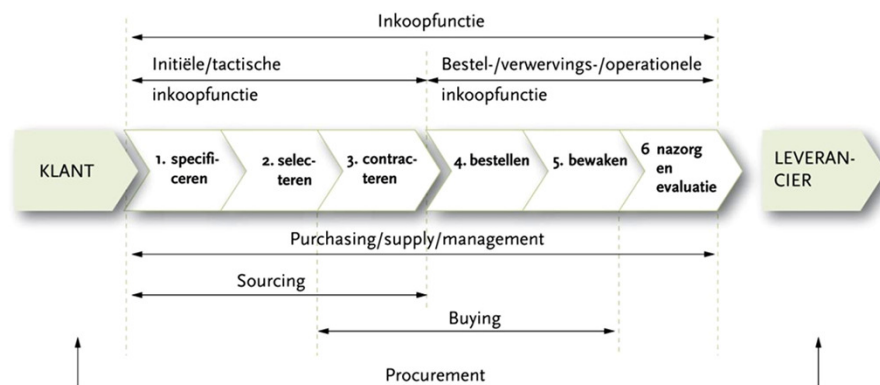 Inkoopfunctie
Initiële/tactische
inkoopfunctie
Bestel-/verwervings-/operationele
inkoopfunctie
KLANT
1. specifi-
ceren
2. selec-
teren
3. contrac-
teren
4. bestellen
5. bewaken
6 nazorg
en
evaluatie
LEVERAN-
CIER
Purchasing/supply/management
Sourcing
Buying
Procurement